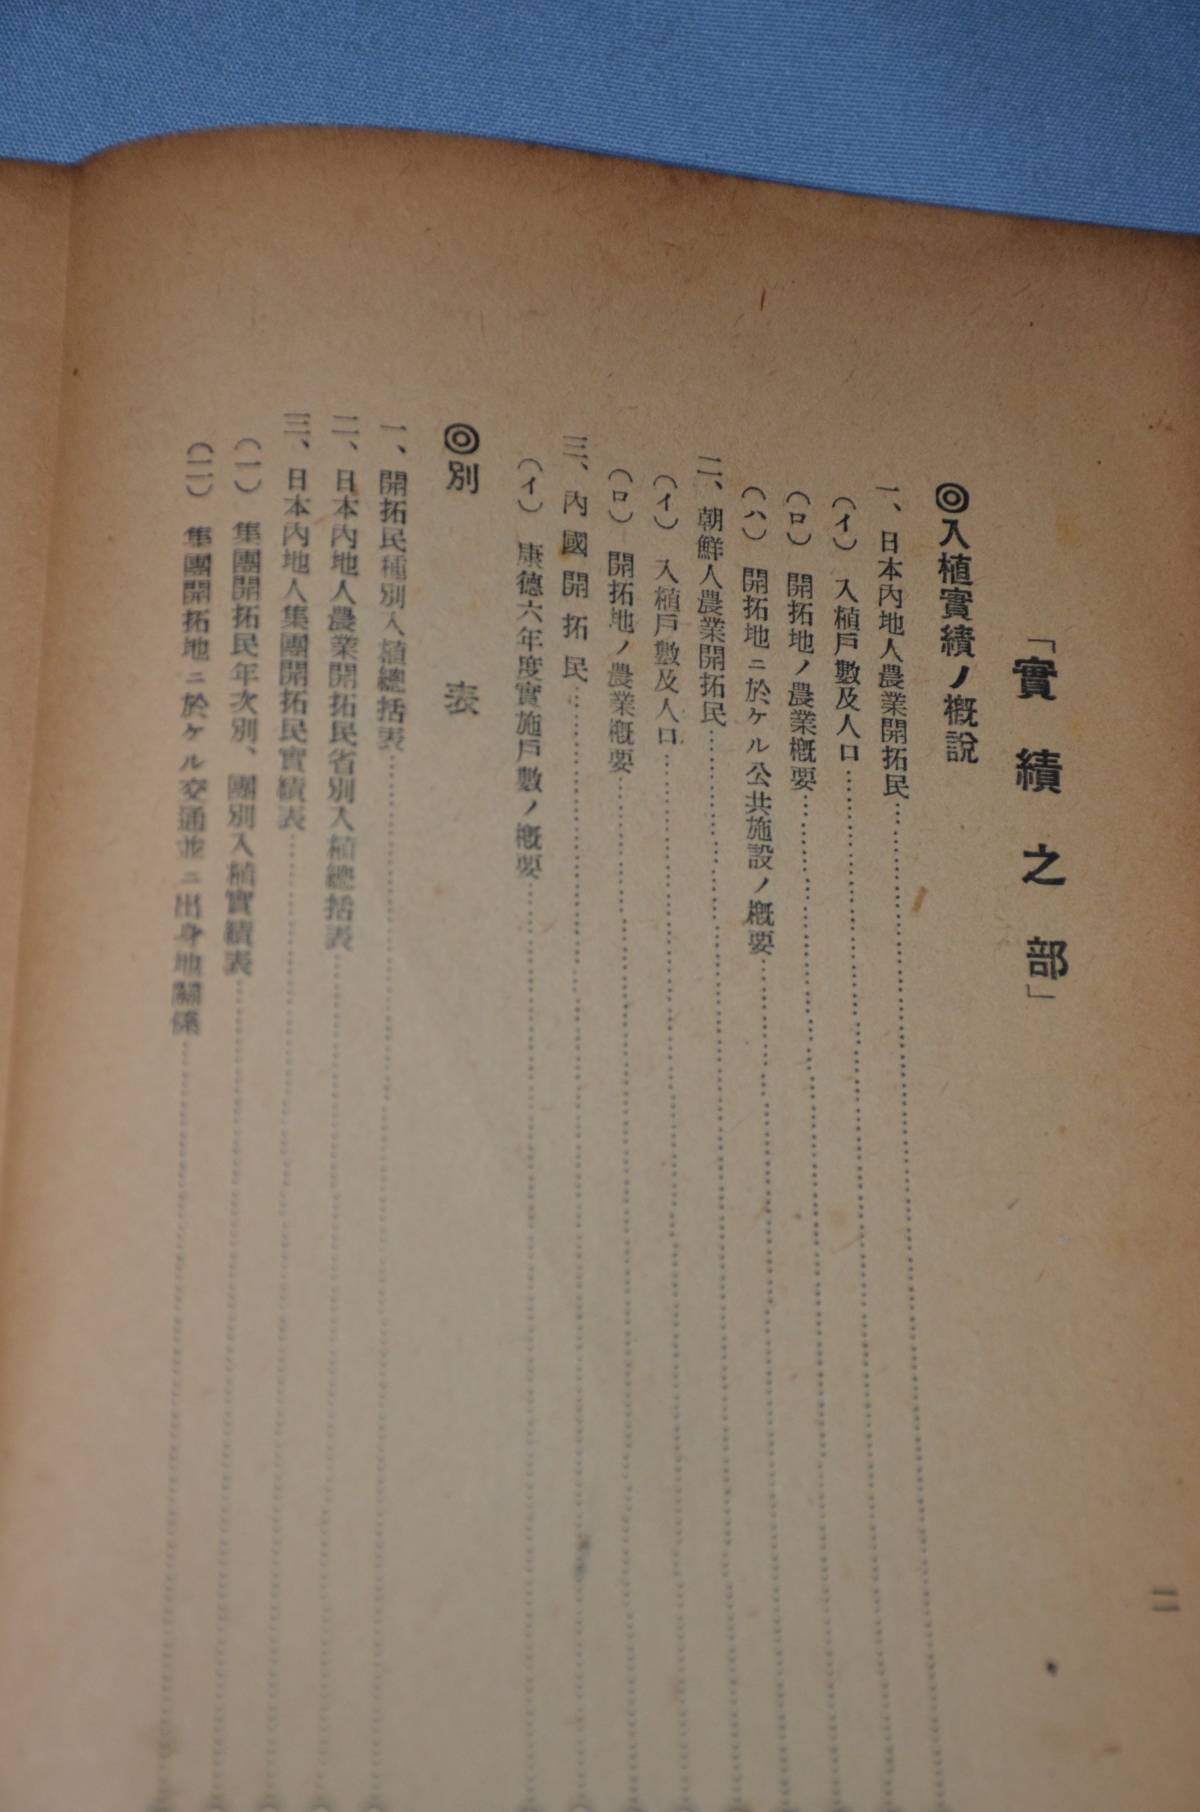 「實績之部」
◎入植實績ノ槪說
一、日本內地人農業開拓民
(イ) 入植戶數及人口
(ロ) 開拓地ノ農業槪要
(ハ) 開拓地ニ於ケル公共施設ノ槪要
二、朝鮮人農業開拓民
(イ) 入植戶數及人口
(ロ) 開拓地ノ農業槪要
三、內國開拓民
(イ) 康德六年度實施戶數ノ槪要
◎別表
一、開拓民種別入植總括表
二、日本內地人農業開拓民省別入植總括表
三、日本內地人集團開拓民實績表
(一) 集團開拓民年次別、團別入植實績表
(二) 集團開拓地ニ於ケル交通並ニ出身地關係
二